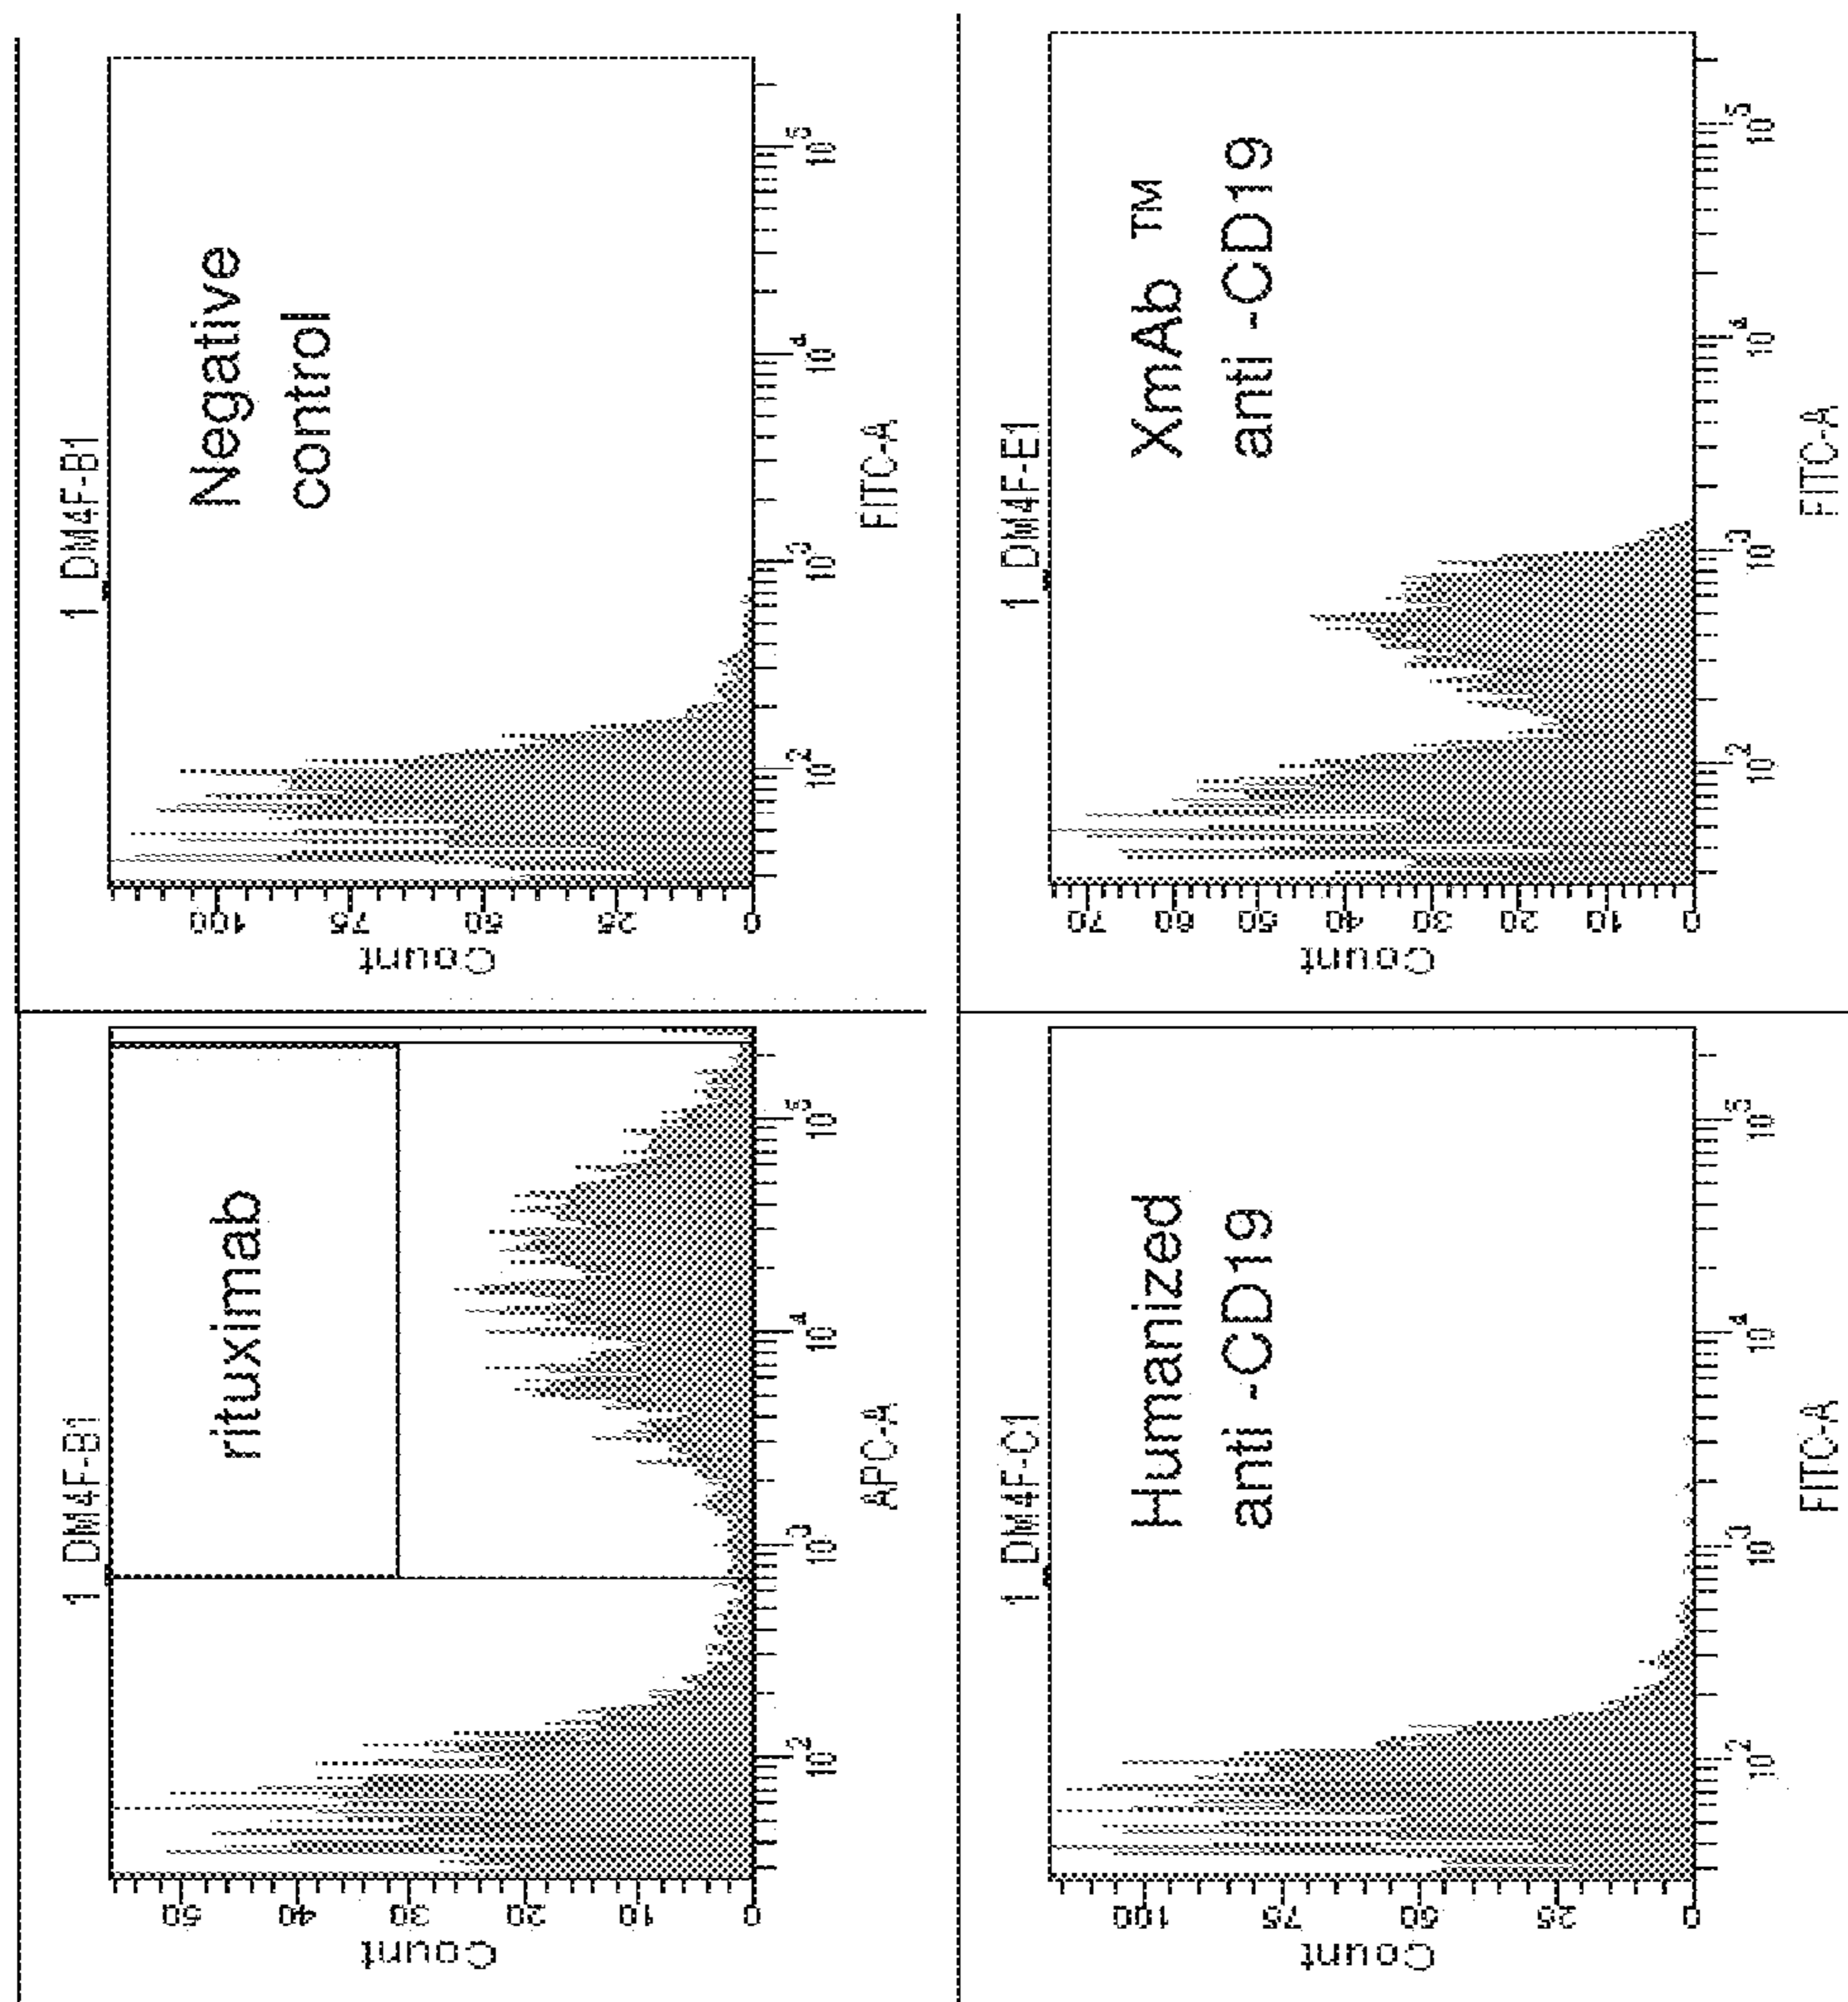 1_DM4F-B1
rituximab
Count
50
40
30
20
10
0
10^2
10^3
10^4
10^5
APC-A
1_DM4F-B1
Negative
control
Count
100
75
50
25
0
10^2
10^3
10^4
10^5
FITC-A
1_DM4F-C1
Humanized
anti -CD19
Count
100
75
50
25
0
10^2
10^3
10^4
10^5
FITC-A
1_DM4F-E1
XmAb ™
anti -CD19
Count
70
60
50
40
30
20
10
0
10^2
10^3
10^4
10^5
FITC-A